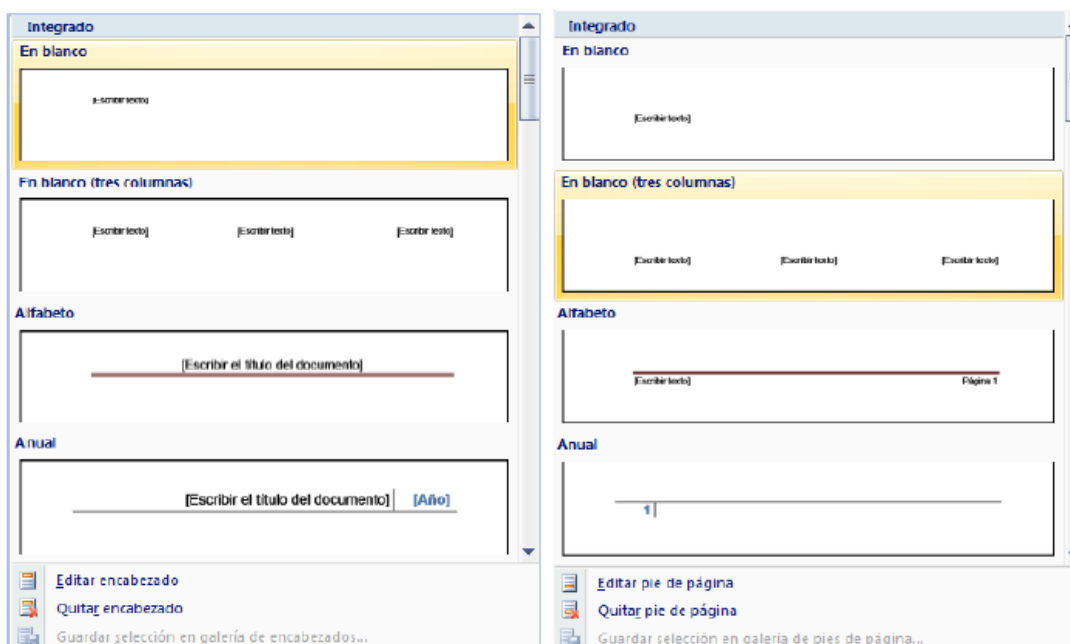 Integrado
En blanco
[Escribir texto]
En blanco (tres columnas)
[Escribir texto] [Escribir texto] [Escribir texto]
Alfabeto
[Escribir el título del documento]
Anual
[Escribir el título del documento] [Año]
Editar encabezado
Quitar encabezado
Guardar selección en galería de encabezados...
Integrado
En blanco
[Escribir texto]
En blanco (tres columnas)
[Escribir texto] [Escribir texto] [Escribir texto]
Alfabeto
[Escribir texto] Página 1
Anual
1
Editar pie de página
Quitar pie de página
Guardar selección en galería de pies de página...